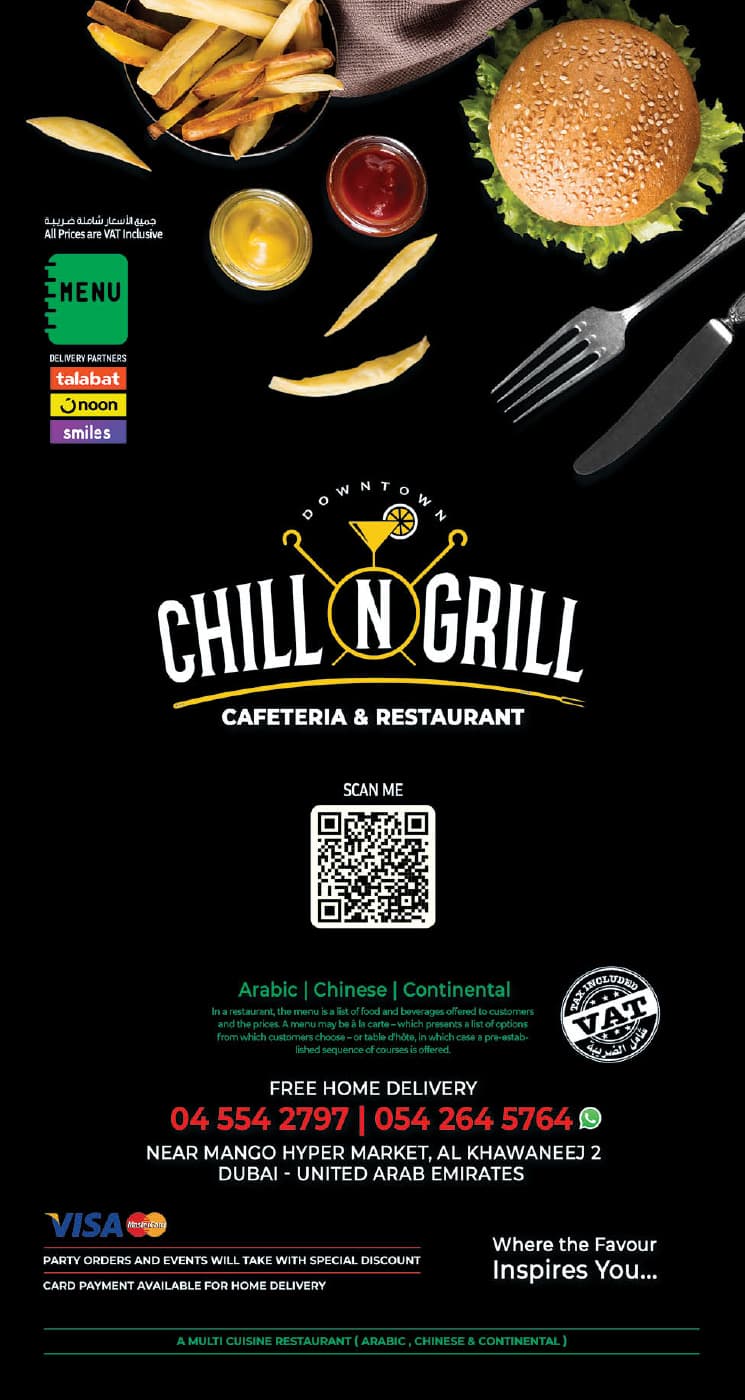 جميع الأسعار شاملة ضريبة
All Prices are VAT Inclusive
MENU
DELIVERY PARTNERS
talabat
noon
smiles
DOWNTOWN
CHILL N GRILL
CAFETERIA & RESTAURANT
SCAN ME
Arabic | Chinese | Continental
In a restaurant, the menu is a list of food and beverages offered to customers
and the prices. A menu may be à la carte – which presents a list of options
from which customers choose – or table d'hôte, in which case a pre-estab-
lished sequence of courses is offered.
TAX INCLUDED
VAT
شامل الضريبة
FREE HOME DELIVERY
04 554 2797 | 054 264 5764
NEAR MANGO HYPER MARKET, AL KHAWANEEJ 2
DUBAI - UNITED ARAB EMIRATES
VISA MasterCard
PARTY ORDERS AND EVENTS WILL TAKE WITH SPECIAL DISCOUNT
CARD PAYMENT AVAILABLE FOR HOME DELIVERY
Where the Favour
Inspires You...
A MULTI CUISINE RESTAURANT ( ARABIC , CHINESE & CONTINENTAL )